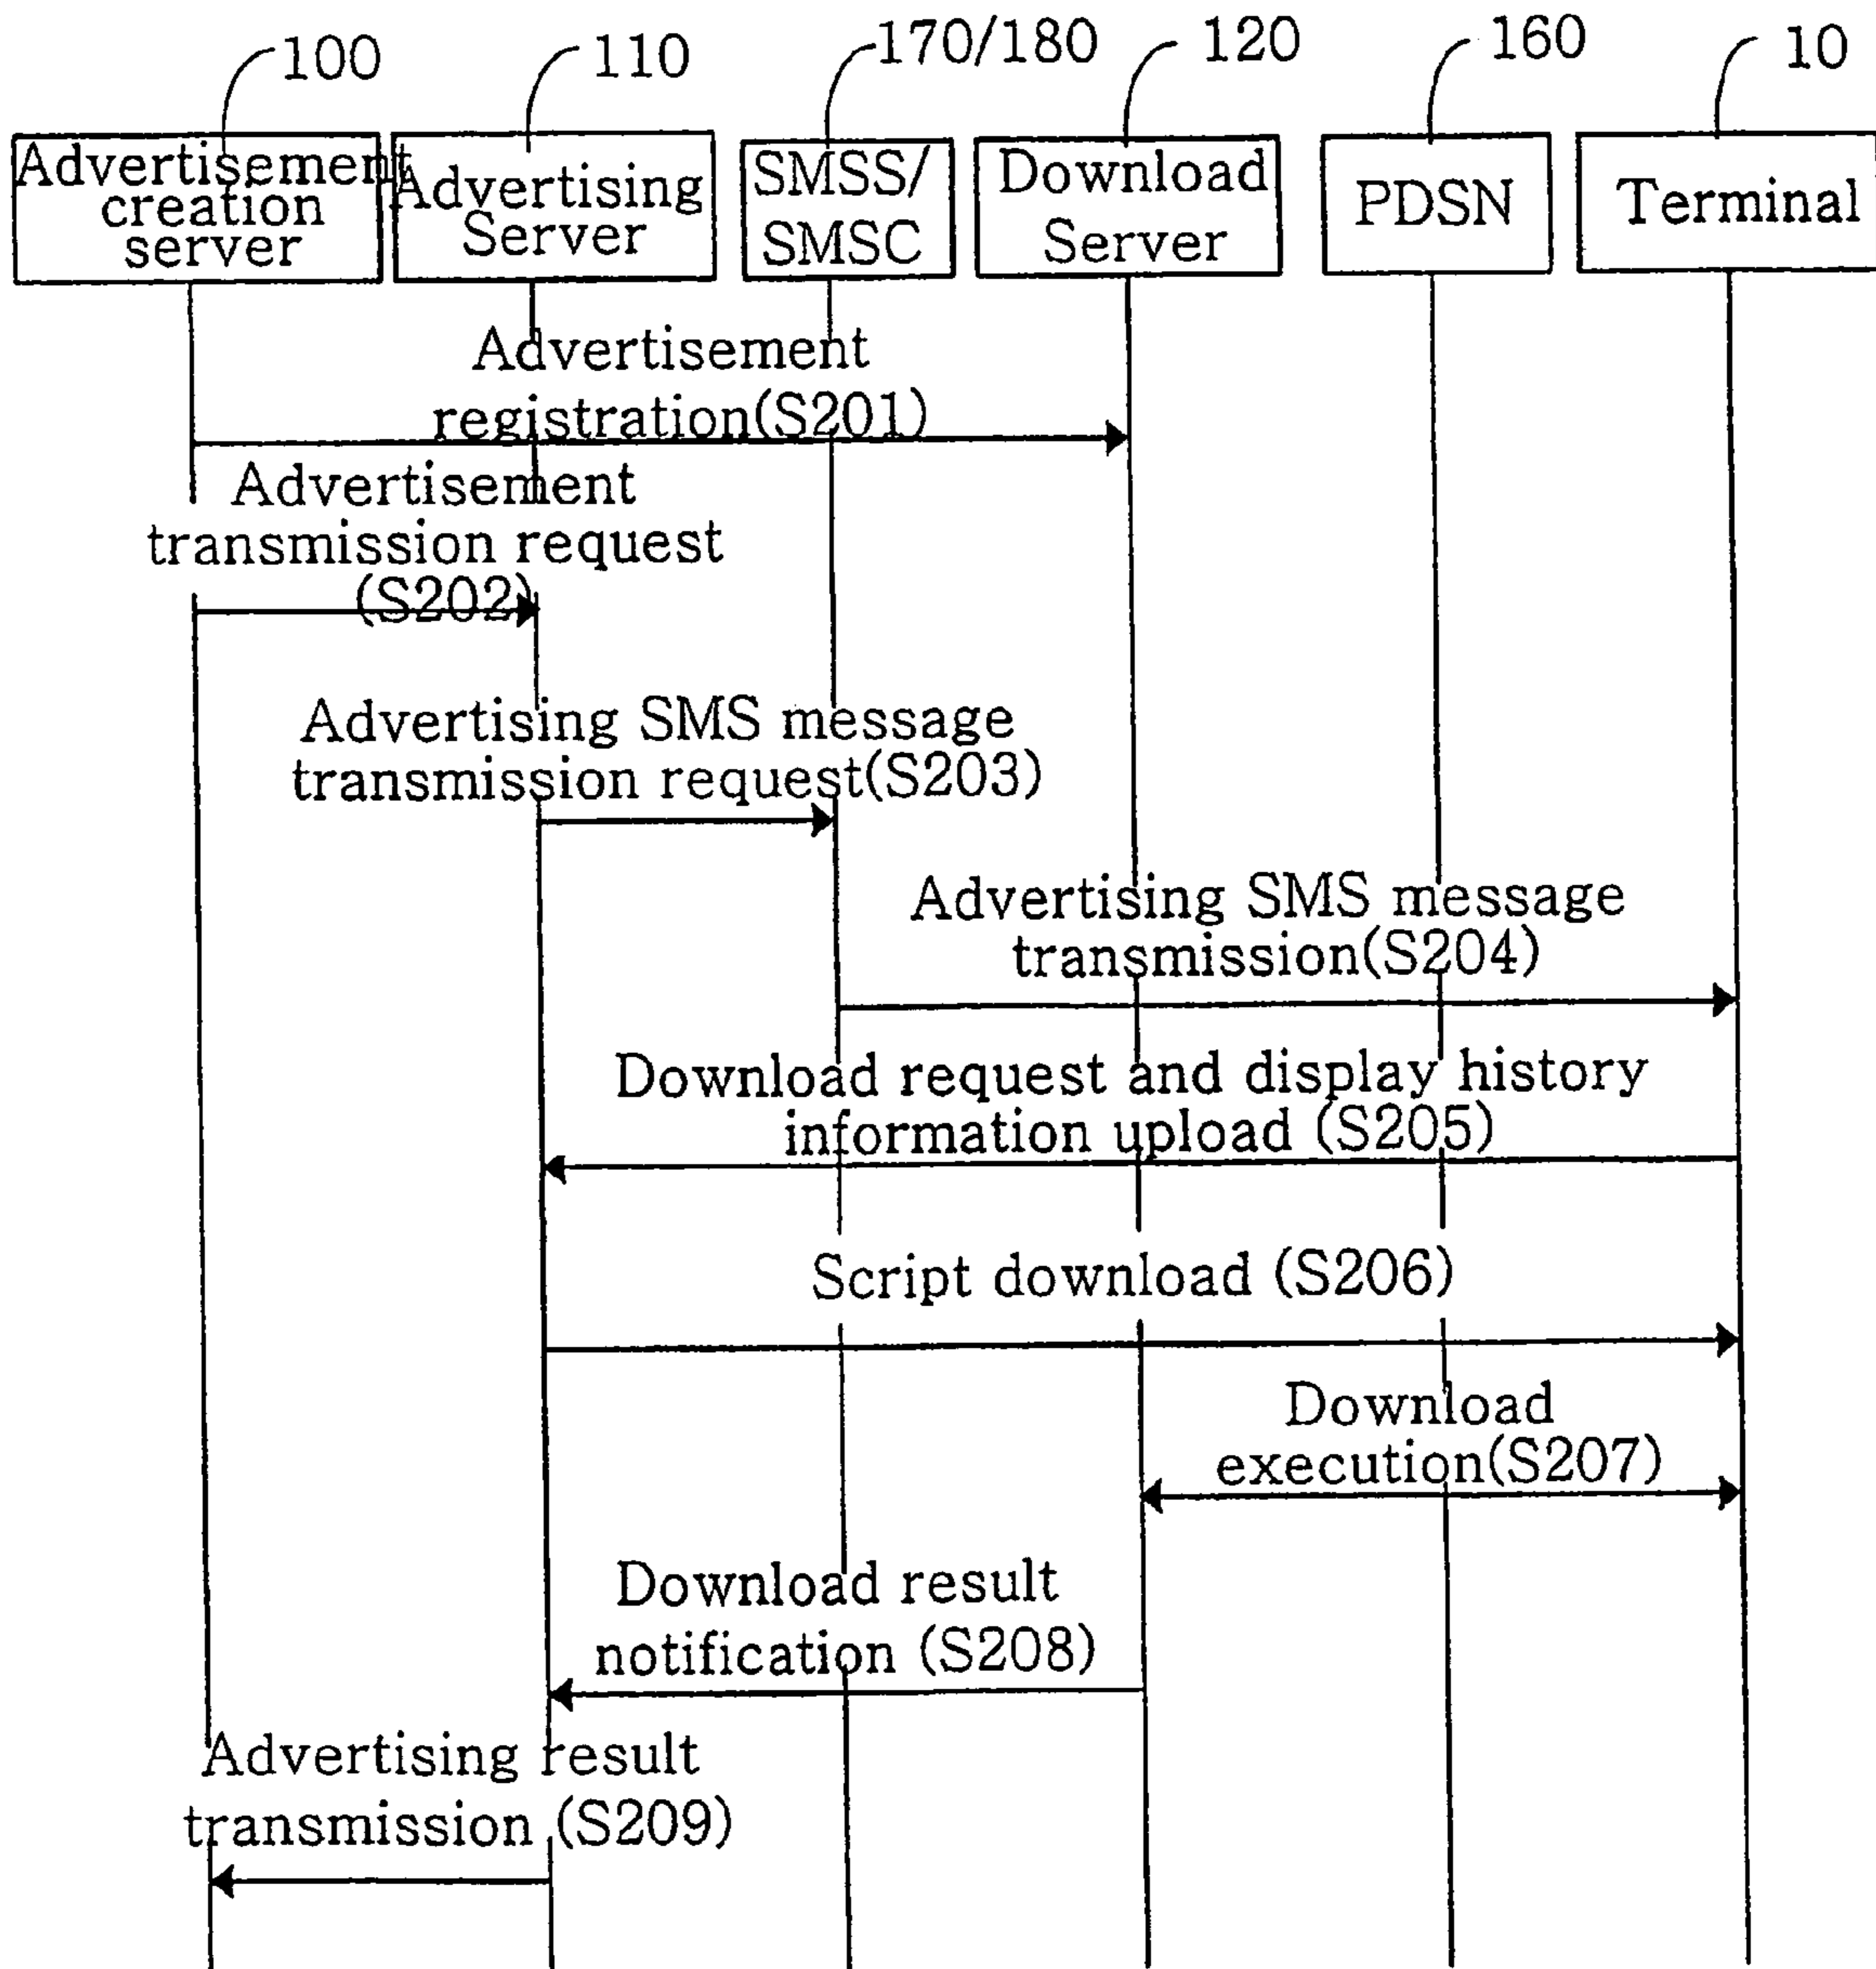 100
110
170/180
120
160
10
Advertisement
creation
server
Advertising
Server
SMSS/
SMSC
Download
Server
PDSN
Terminal
Advertisement
registration(S201)
Advertisement
transmission request
(S202)
Advertising SMS message
transmission request(S203)
Advertising SMS message
transmission(S204)
Download request and display history
information upload (S205)
Script download (S206)
Download
execution(S207)
Download result
notification (S208)
Advertising result
transmission (S209)